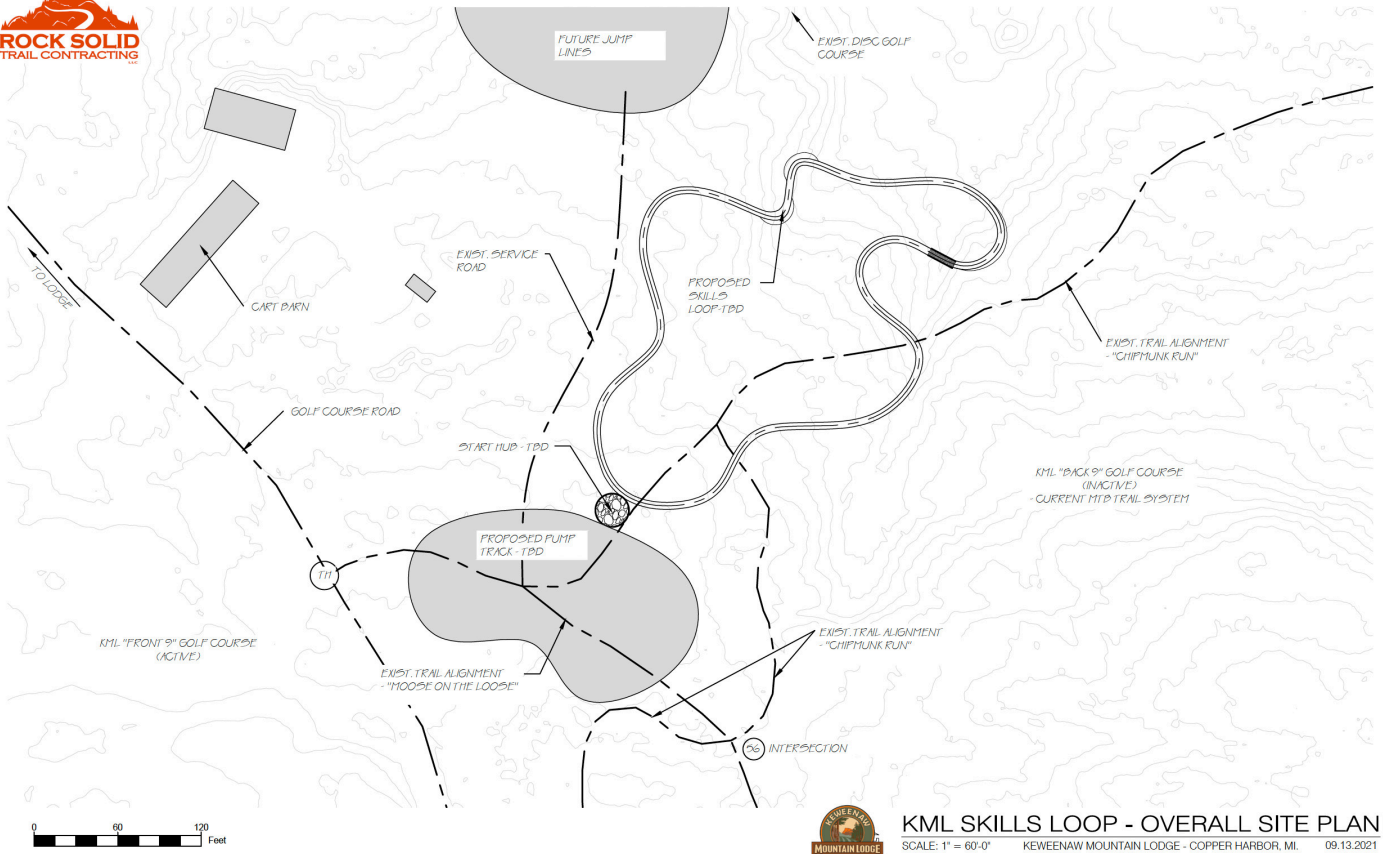 ROCK SOLID
TRAIL CONTRACTING
LLC
FUTURE JUMP
LINES
EXIST. DISC GOLF
COURSE
EXIST. SERVICE
ROAD
TO LODGE
CART BARN
PROPOSED
SKILLS
LOOP-TBD
EXIST. TRAIL ALIGNMENT
- "CHIPMUNK RUN"
GOLF COURSE ROAD
START HUB - TBD
KML "BACK 9" GOLF COURSE
(INACTIVE)
- CURRENT MTB TRAIL SYSTEM
PROPOSED PUMP
TRACK - TBD
TH
KML "FRONT 9" GOLF COURSE
(ACTIVE)
EXIST. TRAIL ALIGNMENT
- "CHIPMUNK RUN"
EXIST. TRAIL ALIGNMENT
- "MOOSE ON THE LOOSE"
56 INTERSECTION
0 60 120
Feet
KEWEENAW
MOUNTAIN LODGE
KML SKILLS LOOP - OVERALL SITE PLAN
SCALE: 1" = 60'-0" KEWEENAW MOUNTAIN LODGE - COPPER HARBOR, MI. 09.13.2021